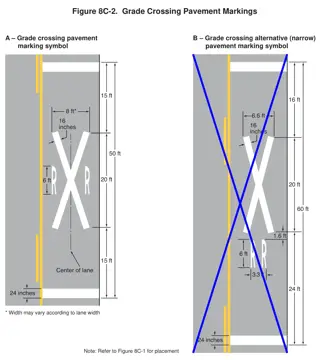 Figure 8C-2. Grade Crossing Pavement Markings
A – Grade crossing pavement
marking symbol
B – Grade crossing alternative (narrow)
pavement marking symbol
8 ft*
16
inches
15 ft
50 ft
6 ft
R R
20 ft
Center of lane
15 ft
24 inches
* Width may vary according to lane width
6.6 ft
16
inches
16 ft
20 ft
60 ft
1.6 ft
6 ft
R R
3.3 ft
24 ft
24 inches
Note: Refer to Figure 8C-1 for placement